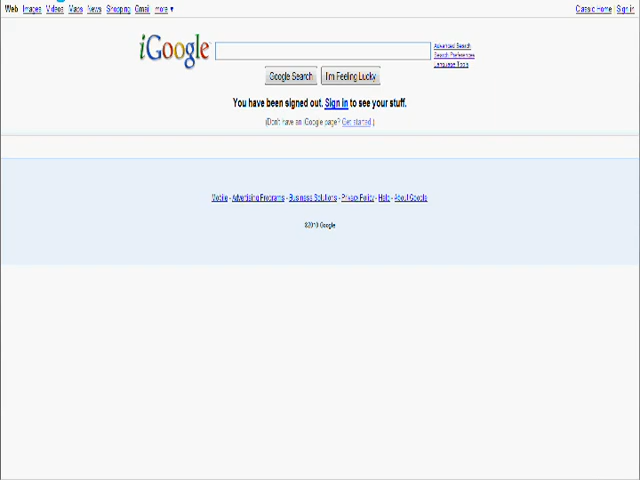 Web Images Videos Maps News Shopping Gmail more ▼ Classic Home | Sign in
iGoogle
Advanced Search
Search Preferences
Language Tools
Google Search I'm Feeling Lucky
You have been signed out. Sign in to see your stuff.
(Don't have an iGoogle page? Get started.)
Mobile - Advertising Programs - Business Solutions - Privacy Policy - Help - About Google
©2010 Google